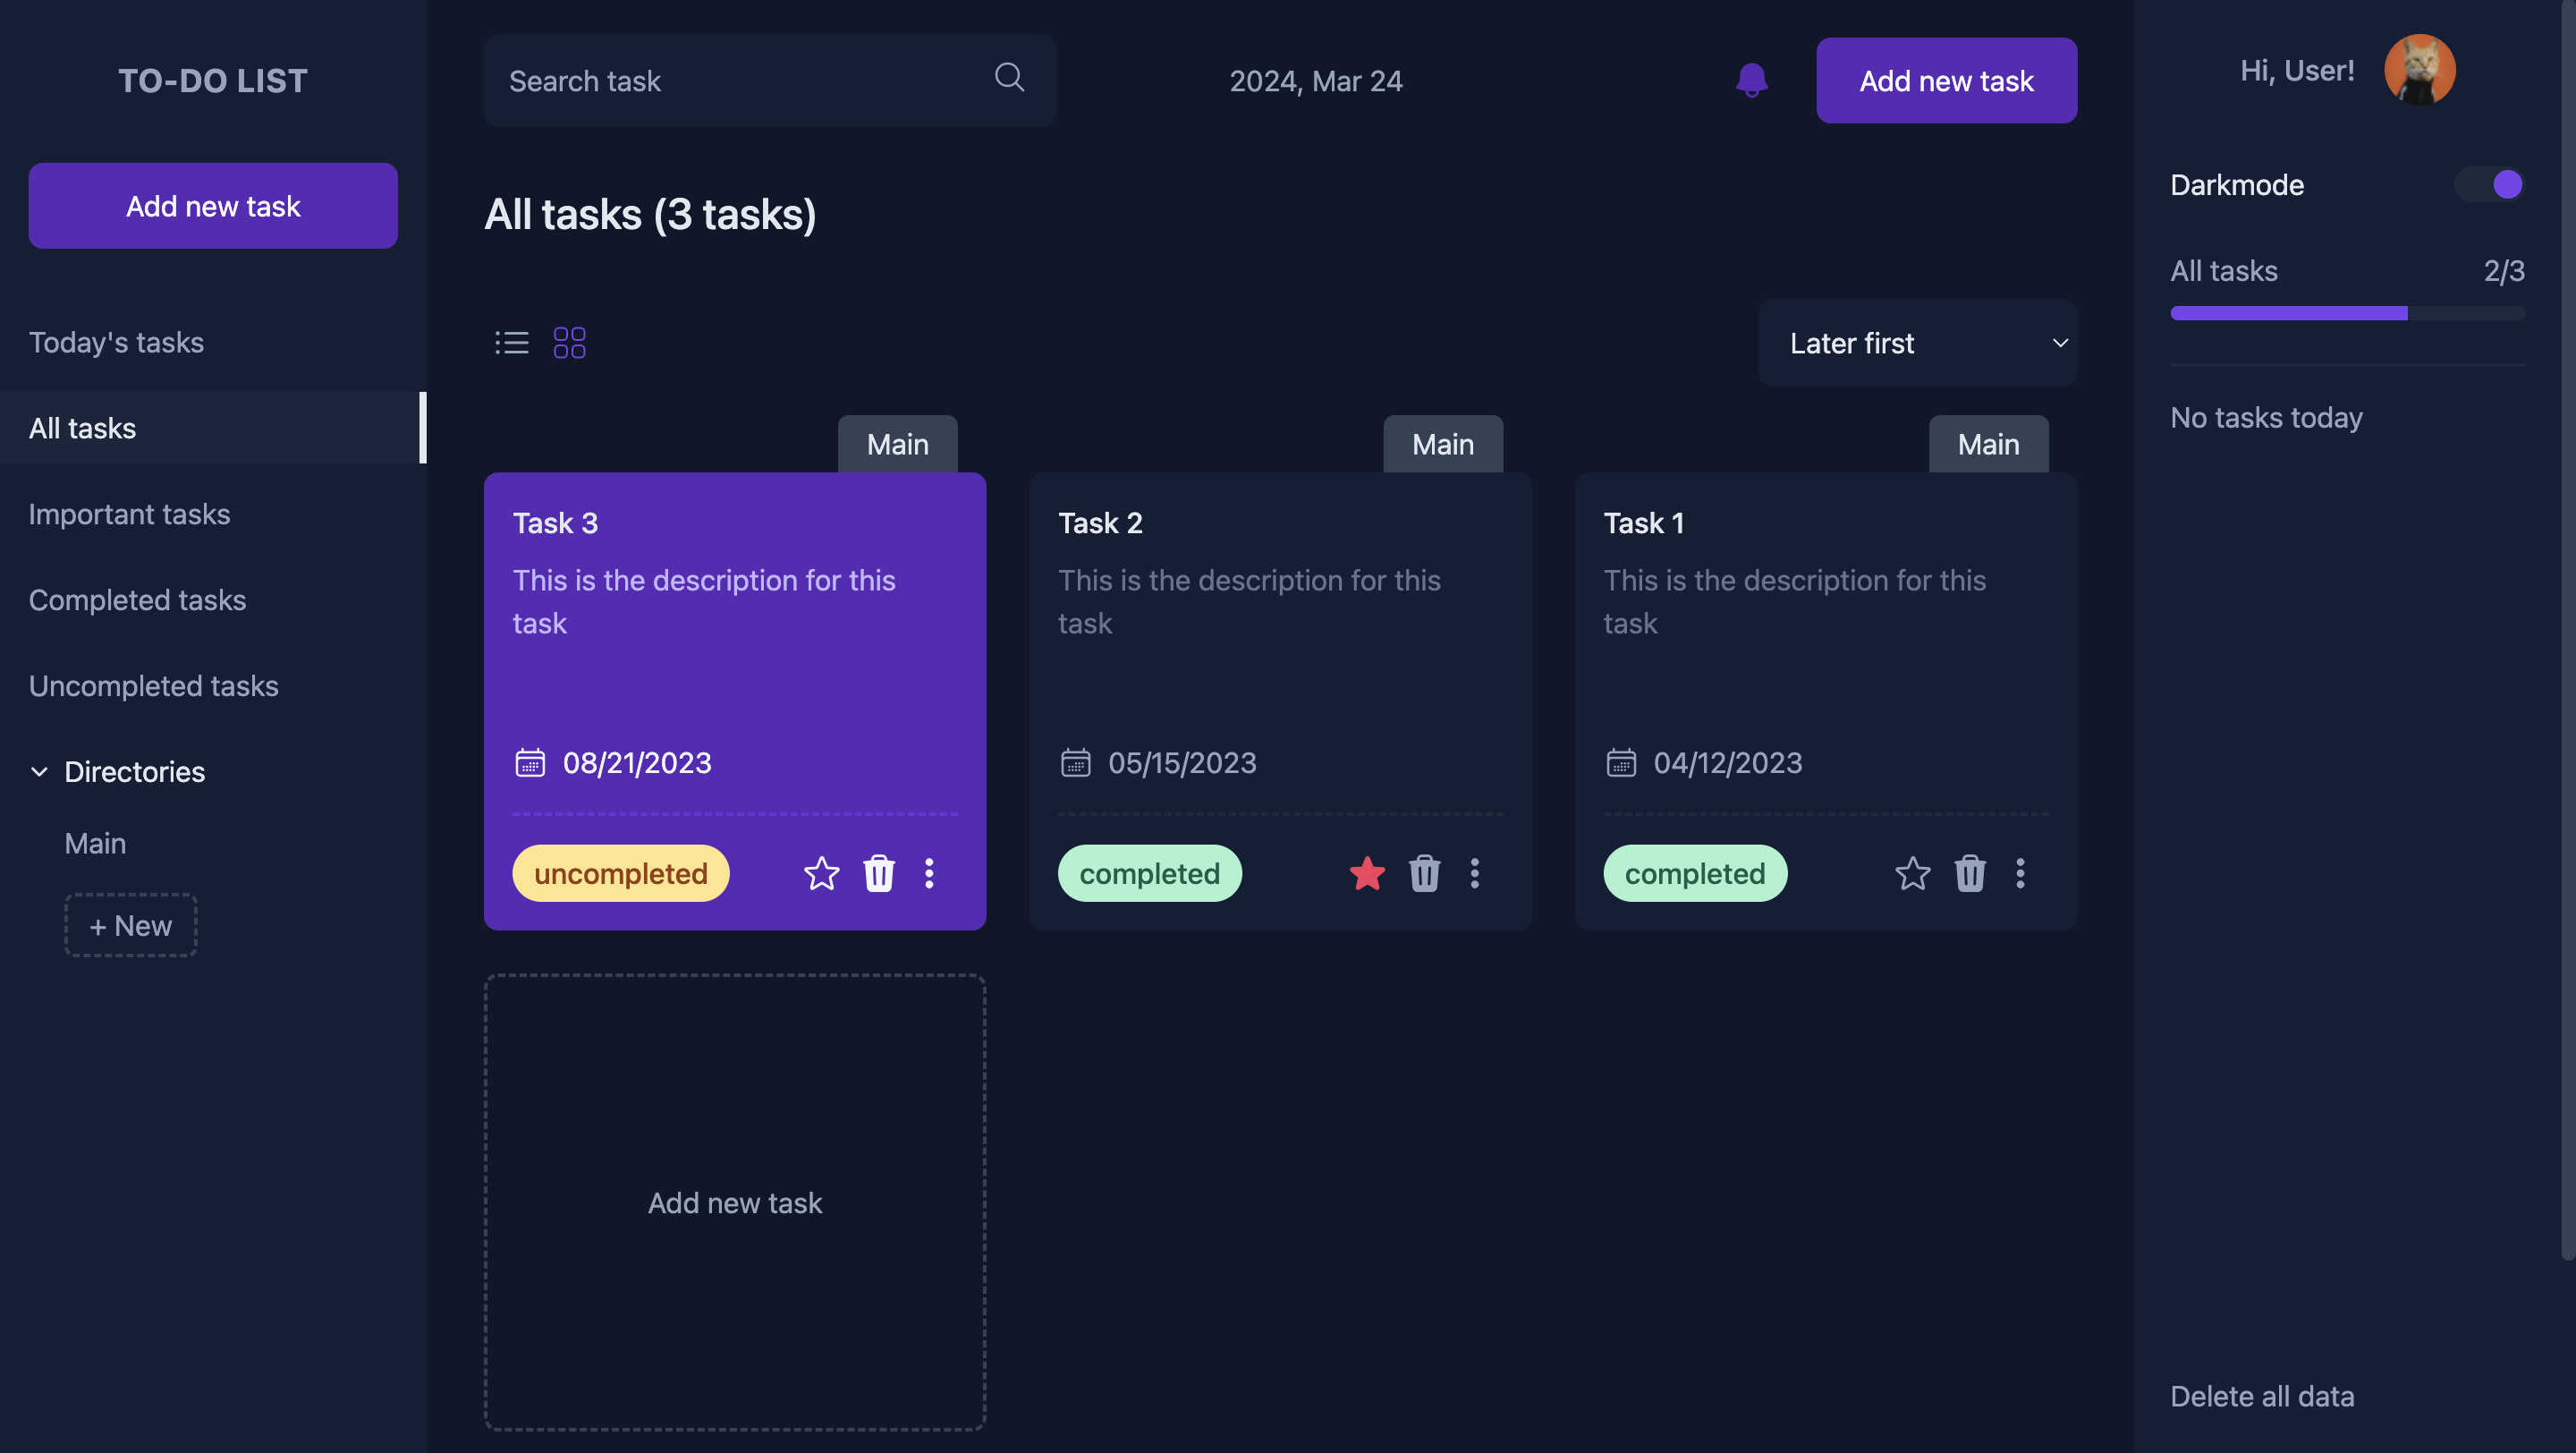 TO-DO LIST
Add new task
Today's tasks
All tasks
Important tasks
Completed tasks
Uncompleted tasks
Directories
Main
+ New
Search task
2024, Mar 24
Add new task
All tasks (3 tasks)
Later first
Main
Task 3
This is the description for this
task
08/21/2023
uncompleted
Main
Task 2
This is the description for this
task
05/15/2023
completed
Main
Task 1
This is the description for this
task
04/12/2023
completed
Add new task
Hi, User!
Darkmode
All tasks 2/3
No tasks today
Delete all data